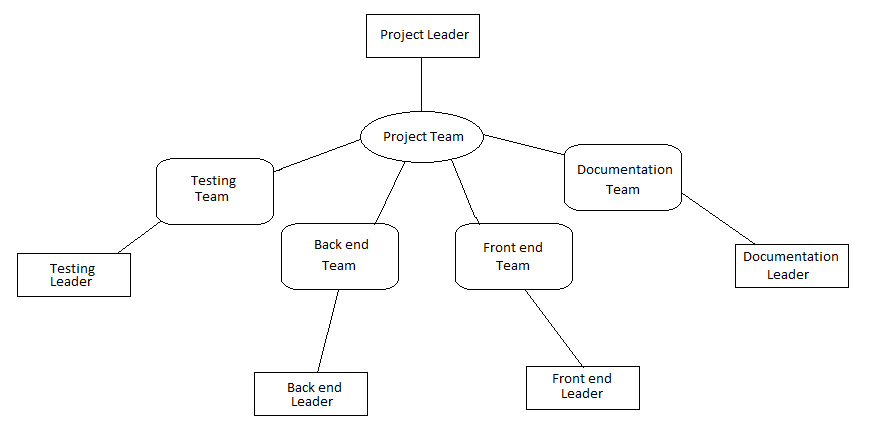 Project Leader
Project Team
Testing
Team
Documentation
Team
Back end
Team
Front end
Team
Testing
Leader
Documentation
Leader
Back end
Leader
Front end
Leader